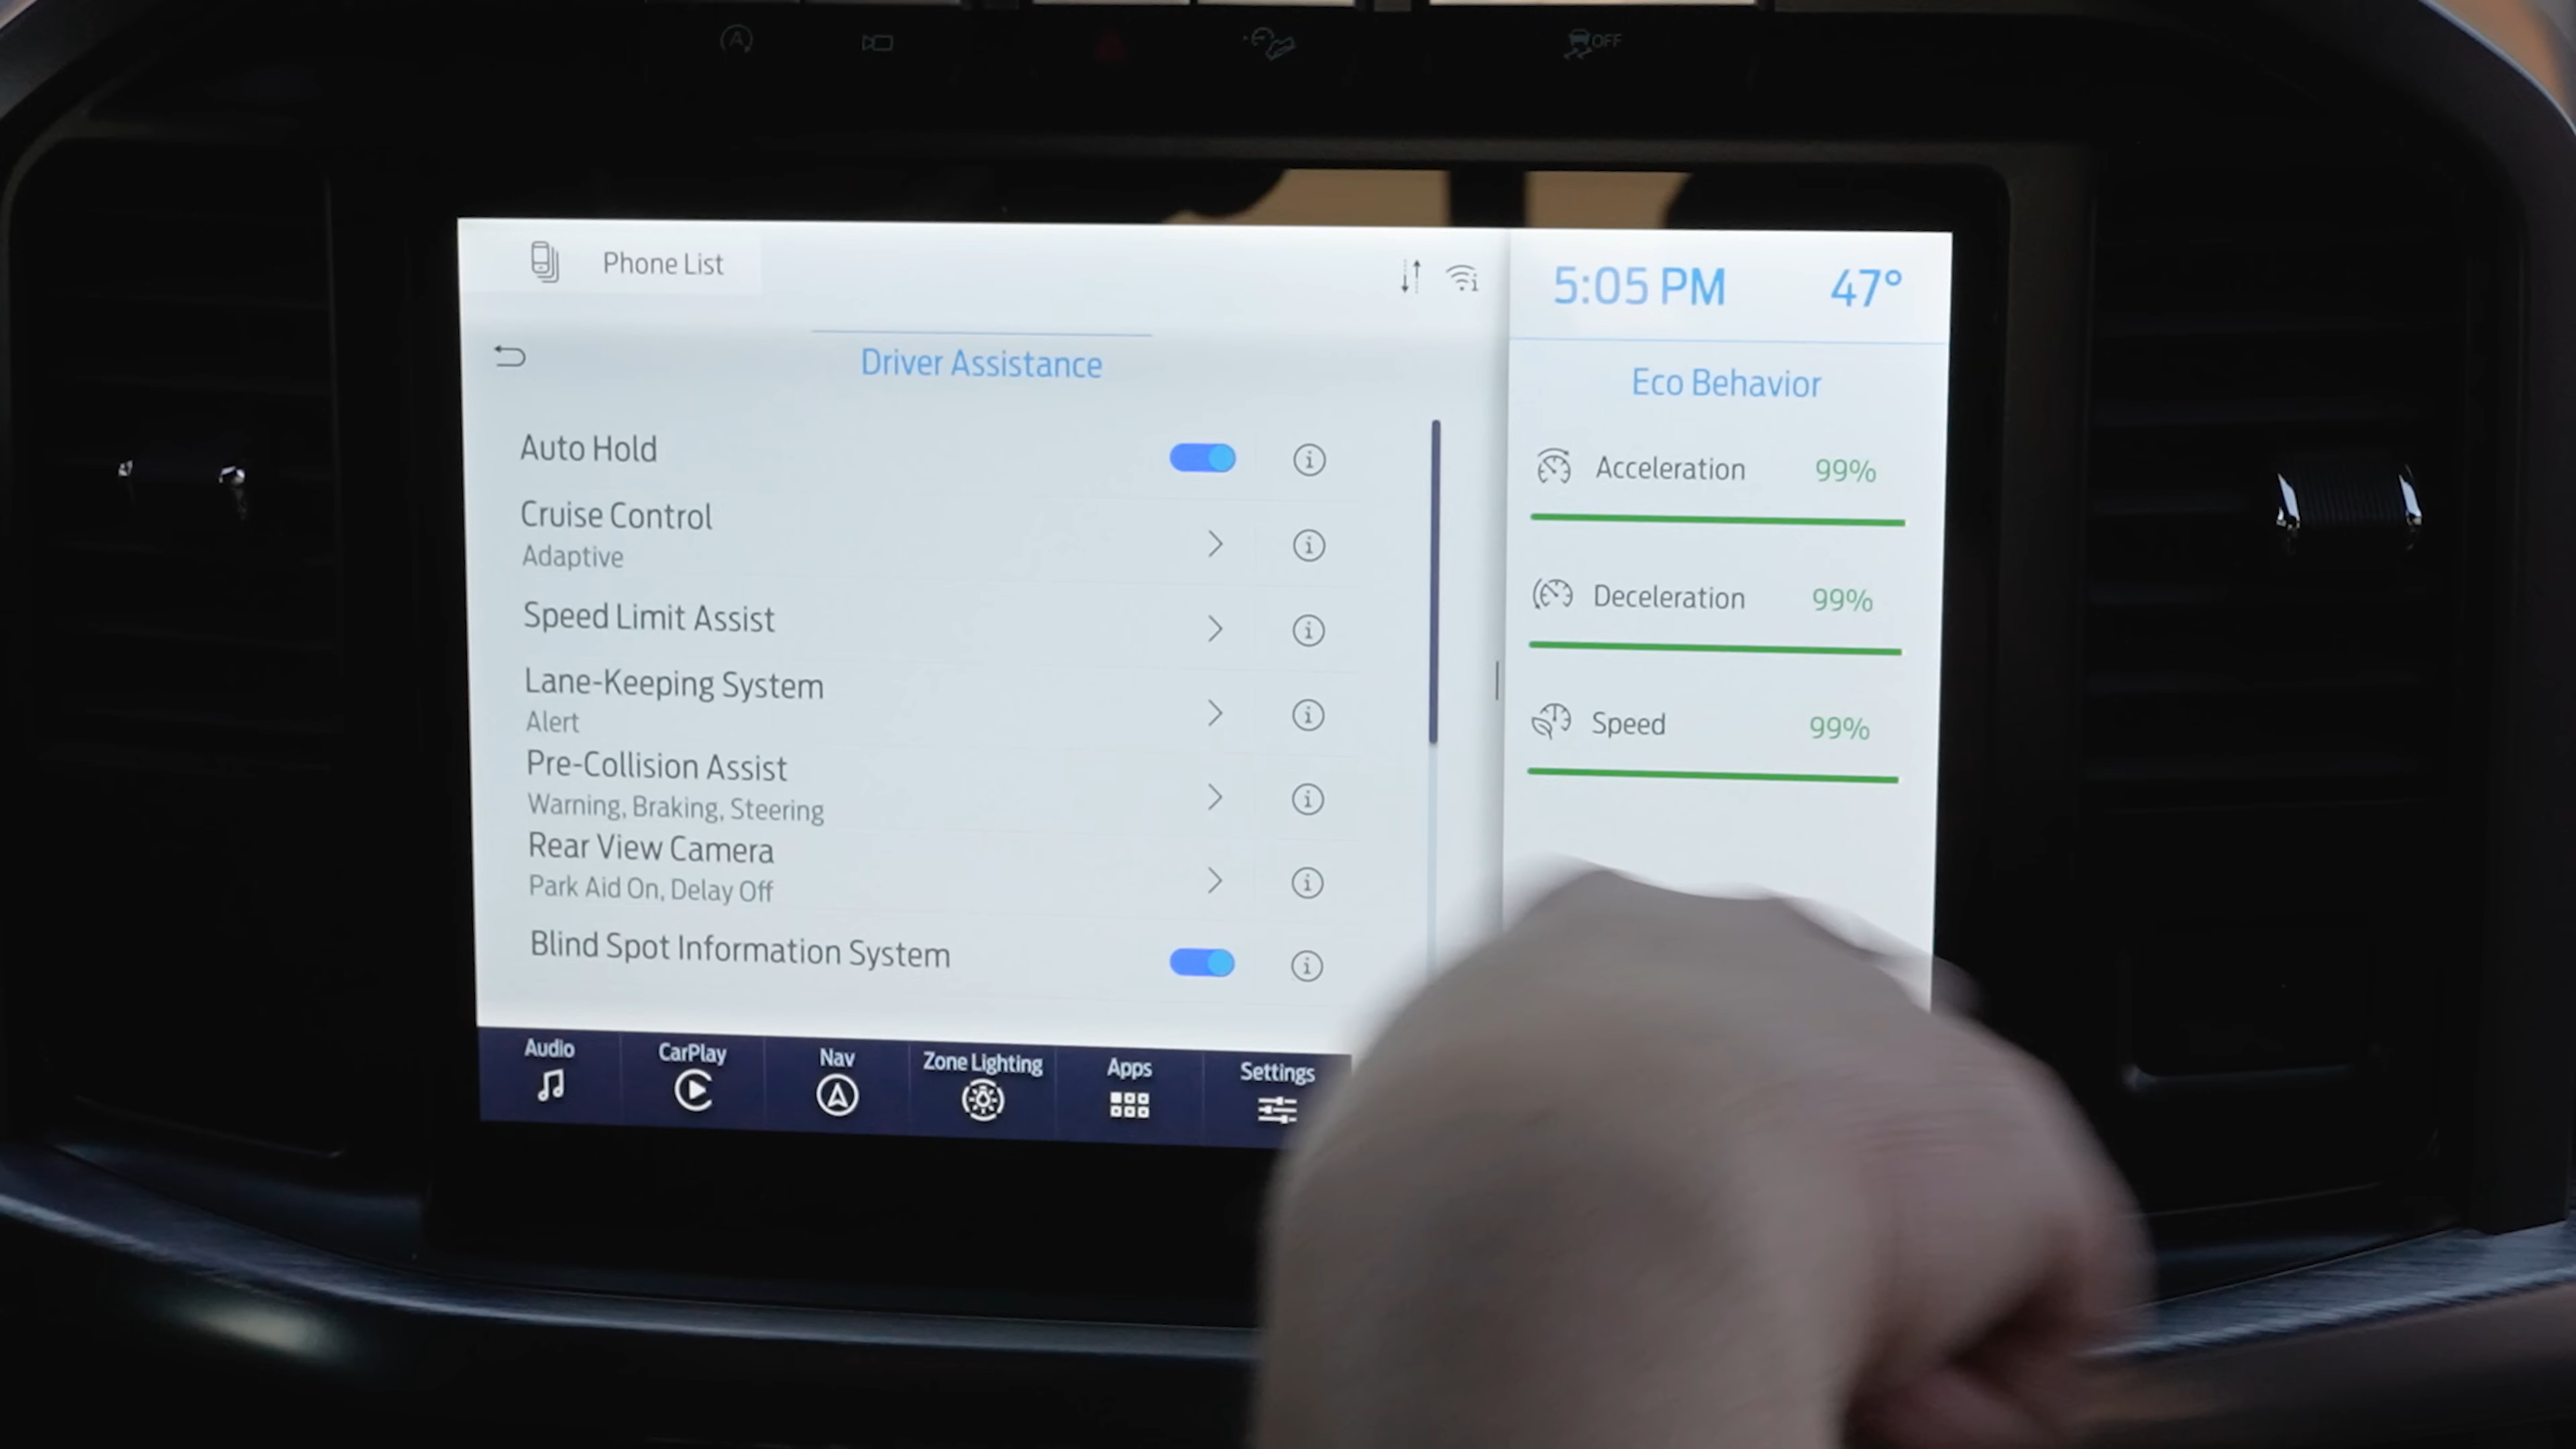 OFF
Phone List
5:05 PM 47°
Driver Assistance
Auto Hold
Cruise Control
Adaptive
Speed Limit Assist
Lane-Keeping System
Alert
Pre-Collision Assist
Warning, Braking, Steering
Rear View Camera
Park Aid On, Delay Off
Blind Spot Information System
Eco Behavior
Acceleration 99%
Deceleration 99%
Speed 99%
Audio CarPlay Nav Zone Lighting Apps Settings